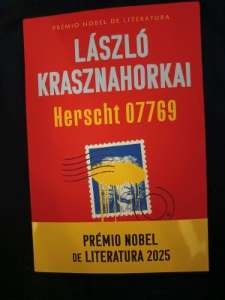 PRÉMIO NOBEL DE LITERATURA
LÁSZLÓ
KRASZNAHORKAI
Herscht 07769
PRÉMIO NOBEL
DE LITERATURA 2025